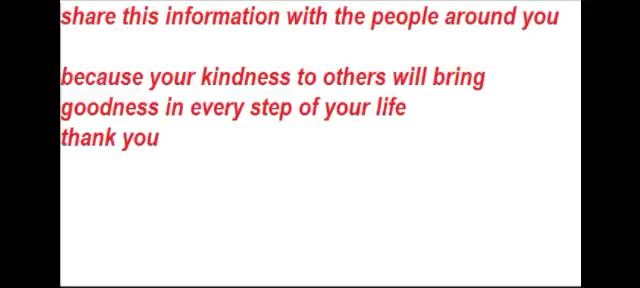 share this information with the people around you
because your kindness to others will bring
goodness in every step of your life
thank you